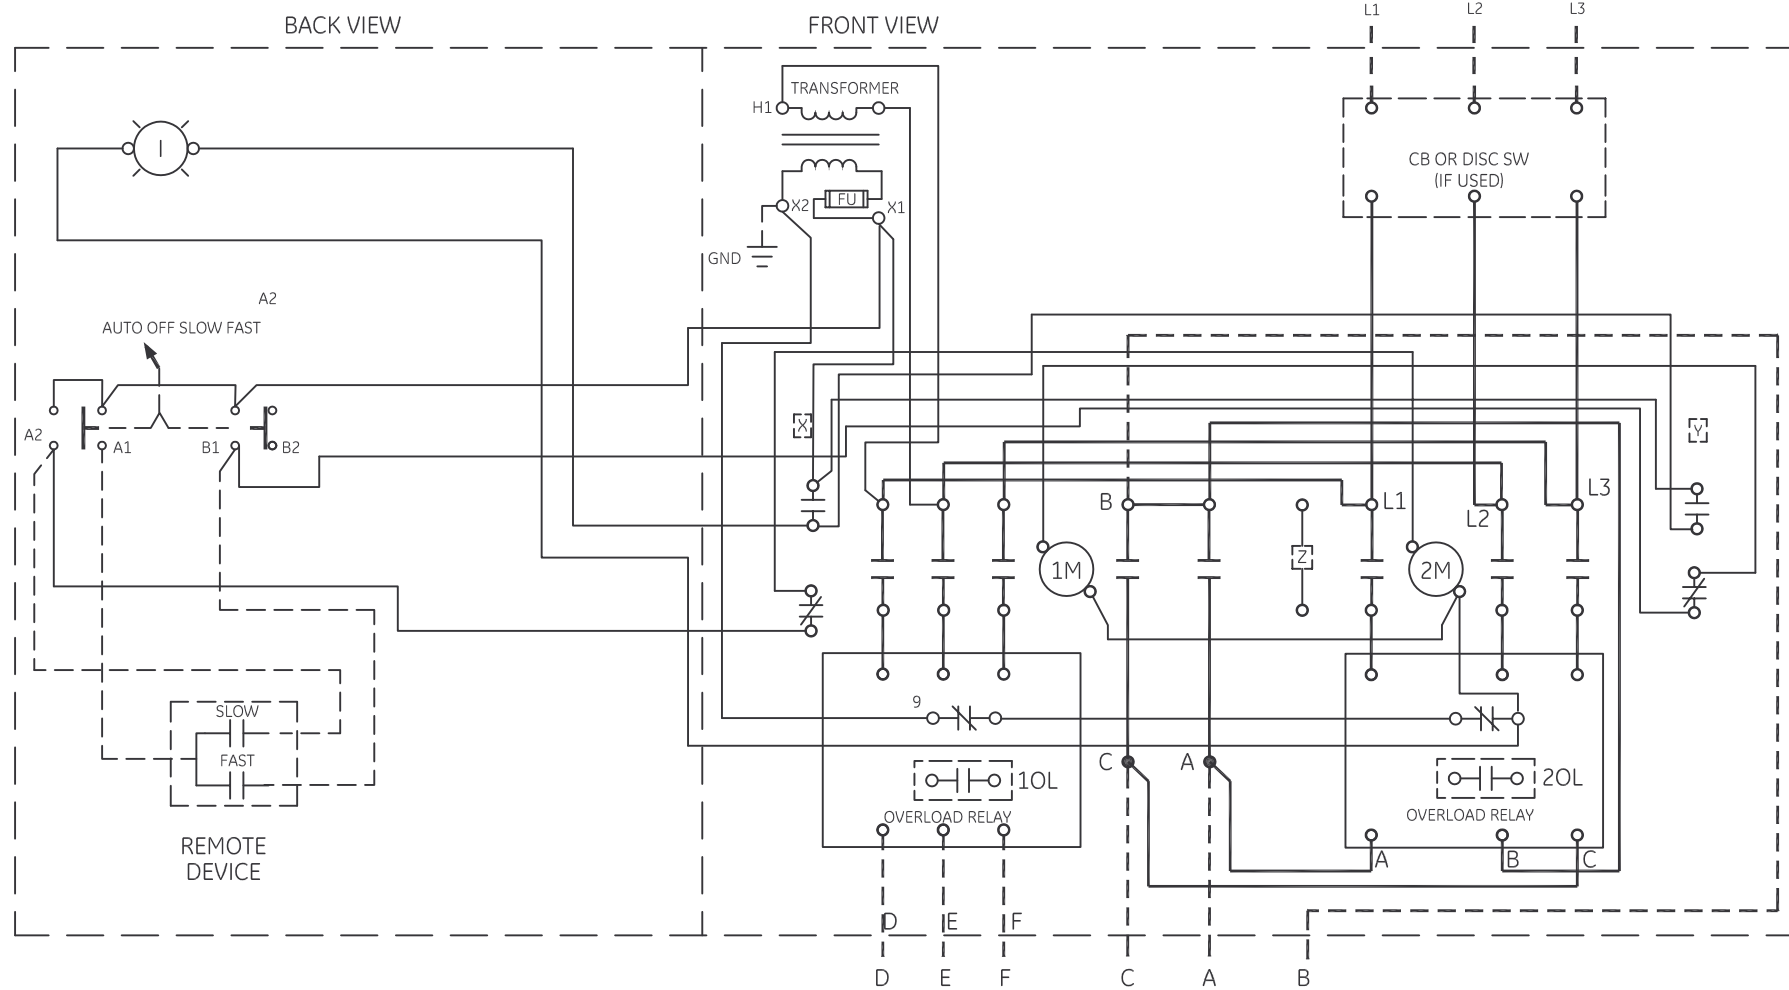 BACK VIEW
FRONT VIEW
L1
L2
L3
TRANSFORMER
H1
I
CB OR DISC SW
(IF USED)
FU
X2
X1
GND
A2
AUTO OFF SLOW FAST
X
Y
A2
A1
B1
B2
B
L1
L2
L3
Z
1M
2M
9
SLOW
FAST
C
A
1OL
2OL
OVERLOAD RELAY
OVERLOAD RELAY
REMOTE
DEVICE
A
B
C
D
E
F
D
E
F
C
A
B